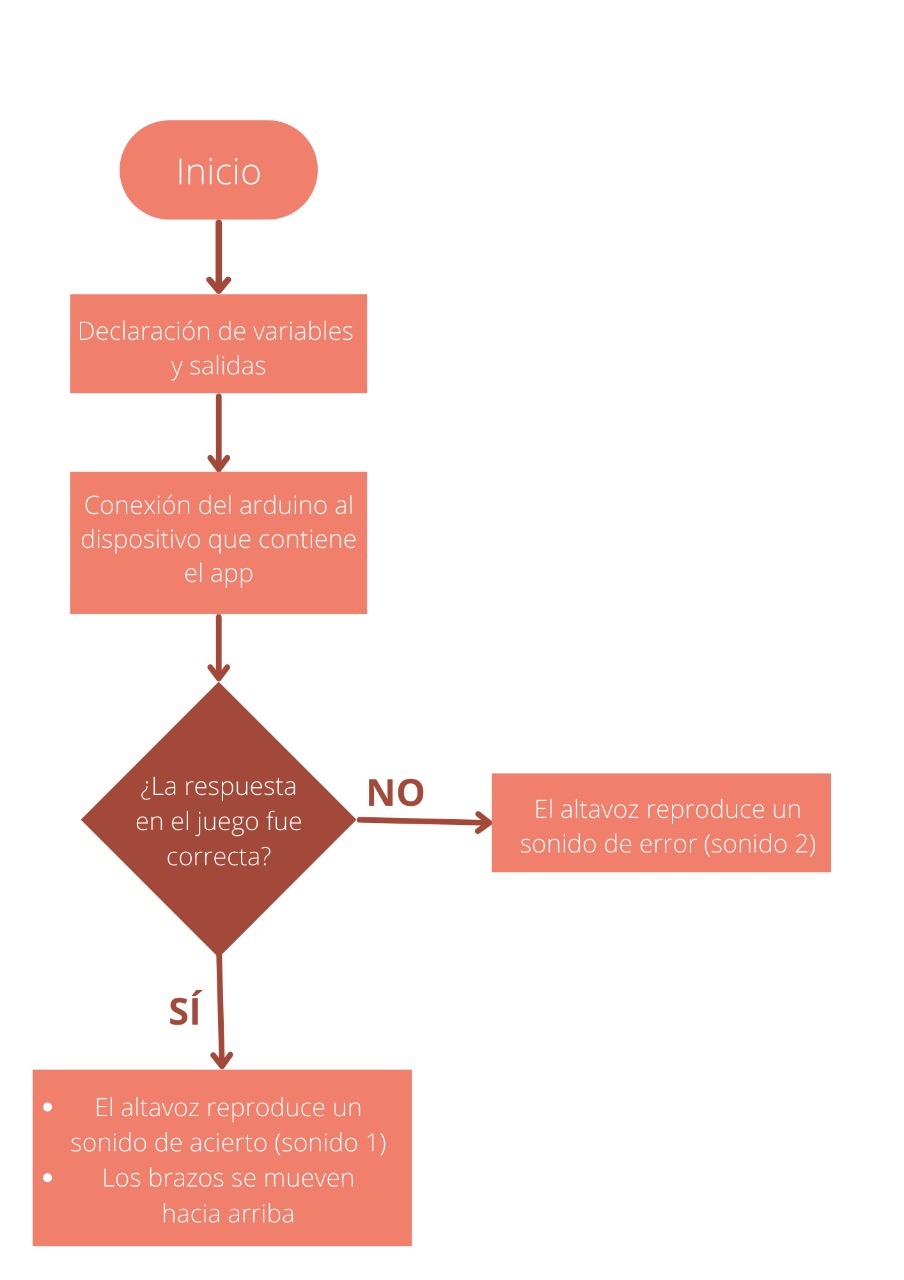 Inicio
Declaración de variables
y salidas
Conexión del arduino al
dispositivo que contiene
el app
¿La respuesta
en el juego fue
correcta?
NO
El altavoz reproduce un
sonido de error (sonido 2)
SÍ
• El altavoz reproduce un
sonido de acierto (sonido 1)
• Los brazos se mueven
hacia arriba